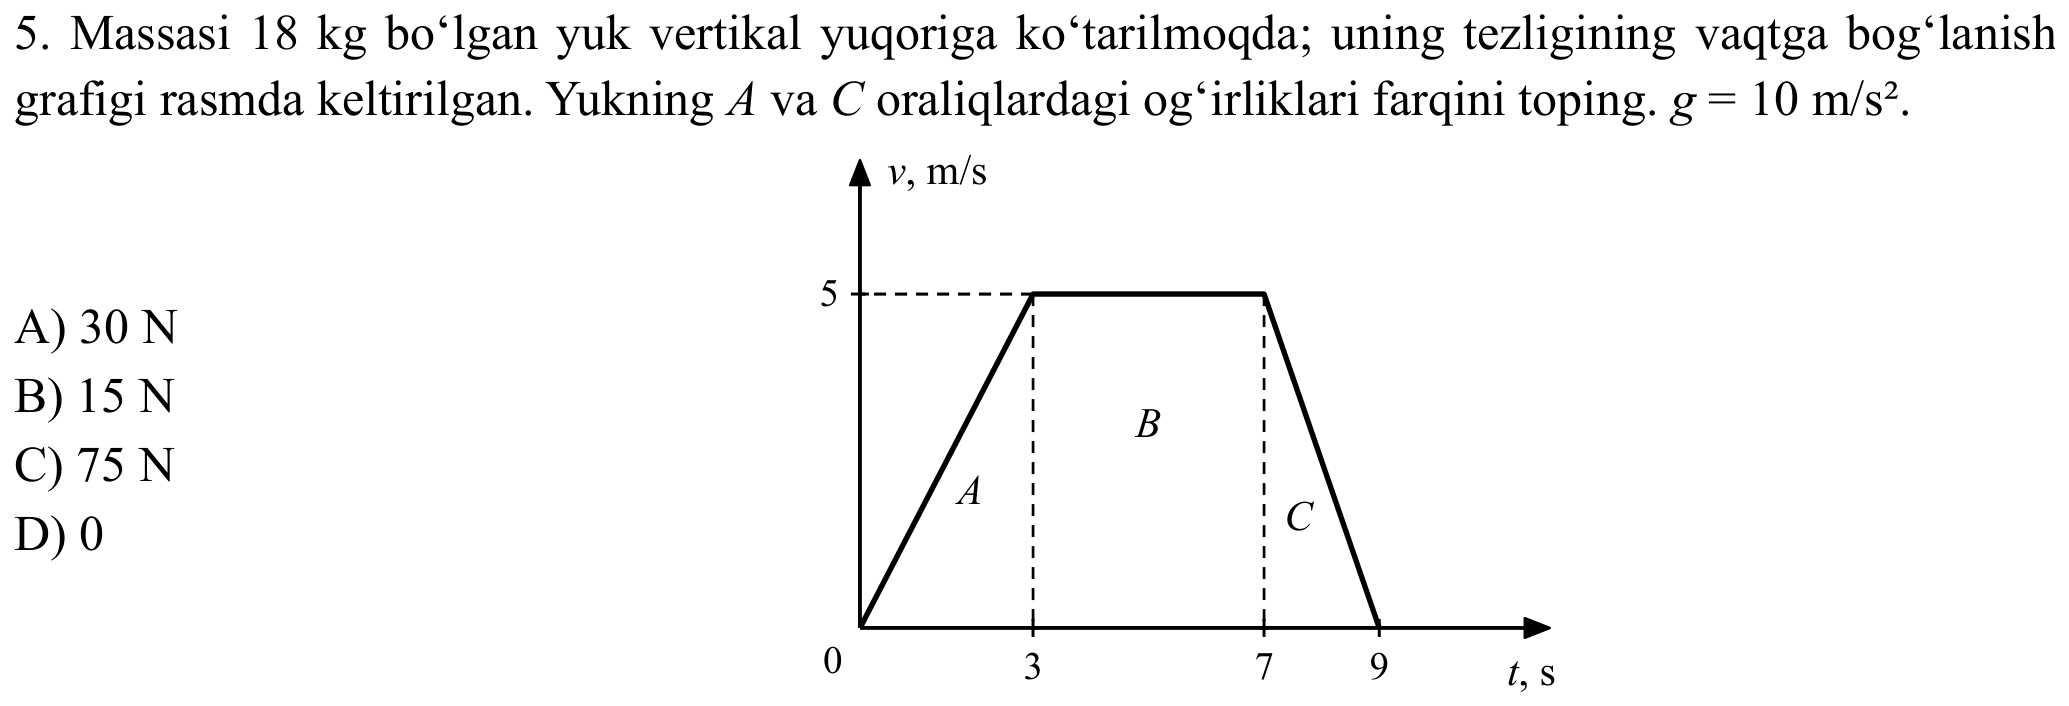 5. Massasi 18 kg bo‘lgan yuk vertikal yuqoriga ko‘tarilmoqda; uning tezligining vaqtga bog‘lanish
grafigi rasmda keltirilgan. Yukning A va C oraliqlardagi og‘irliklari farqini toping. g = 10 m/s².
v, m/s
5
A) 30 N
B) 15 N
C) 75 N
D) 0
B
A
C
0 3 7 9 t, s